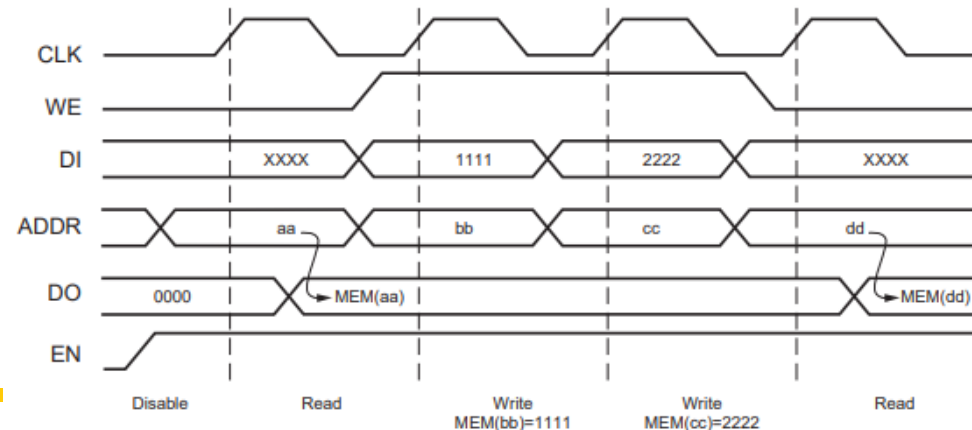 CLK
WE
DI XXXX 1111 2222 XXXX
ADDR aa bb cc dd
DO 0000 MEM(aa) MEM(dd)
EN
Disable Read Write Write Read
MEM(bb)=1111 MEM(cc)=2222